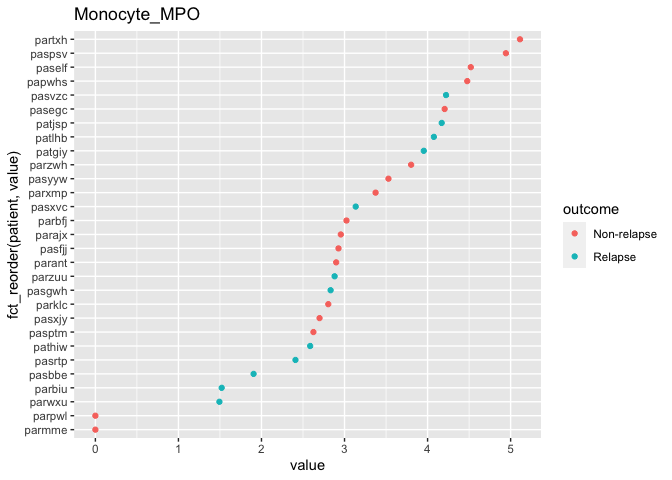 Monocyte_MPO
fct_reorder(patient, value)
partxh
paspsv
paself
papwhs
pasvzc
pasegc
patjsp
patlhb
patgiy
parzwh
pasyyw
parxmp
pasxvc
parbfj
parajx
pasfjj
parant
parzuu
pasgwh
parklc
pasxjy
pasptm
pathiw
pasrtp
pasbbe
parbiu
parwxu
parpwl
parmme
0 1 2 3 4 5
value
outcome
Non-relapse
Relapse